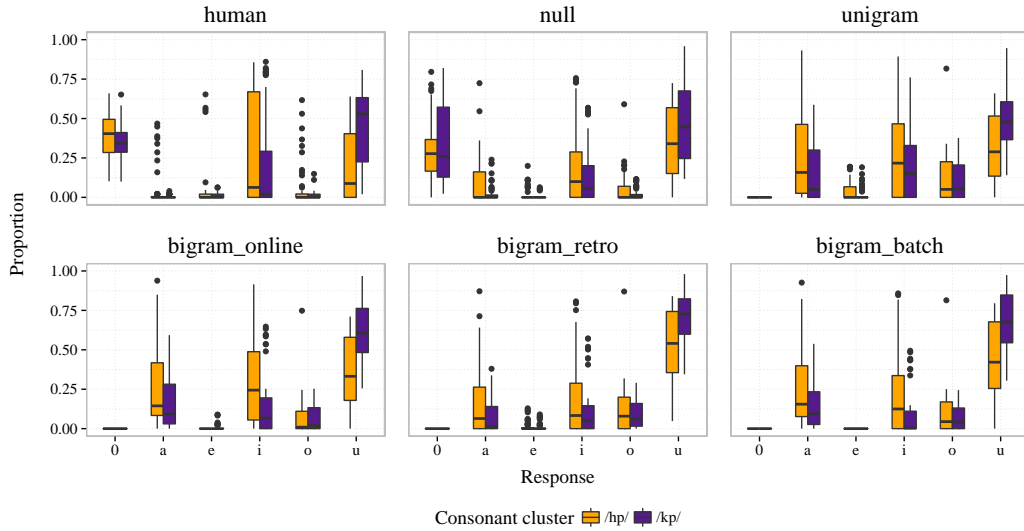 human null unigram
1.00
0.75
0.50
0.25
0.00
Proportion
bigram_online bigram_retro bigram_batch
1.00
0.75
0.50
0.25
0.00
0 a e i o u 0 a e i o u 0 a e i o u
Response
Consonant cluster /hp/ /kp/